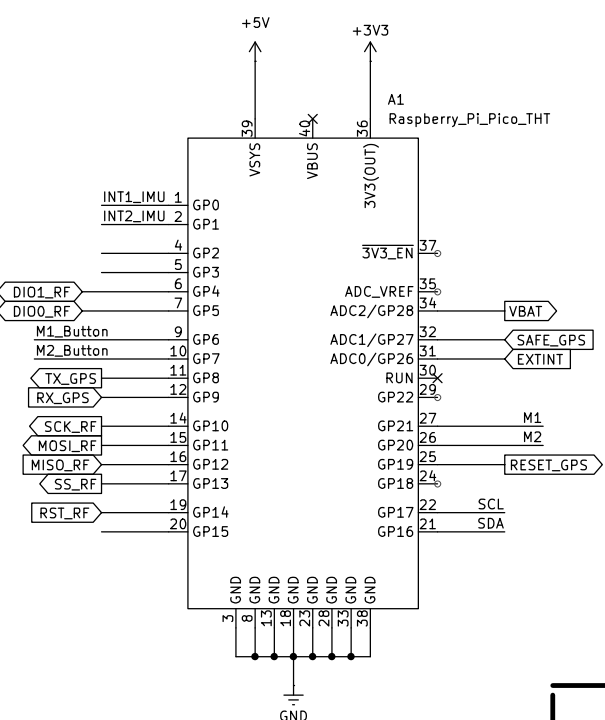 +5V
+3V3
A1
Raspberry_Pi_Pico_THT
39
40
36
VSYS
VBUS
3V3(OUT)
INT1_IMU 1 GP0
INT2_IMU 2 GP1
4 GP2
3V3_EN 37
5 GP3
DIO1_RF 6 GP4
ADC_VREF 35
DIO0_RF 7 GP5
ADC2/GP28 34 VBAT
M1_Button 9 GP6
ADC1/GP27 32 SAFE_GPS
M2_Button 10 GP7
ADC0/GP26 31 EXTINT
TX_GPS 11 GP8
RUN 30
RX_GPS 12 GP9
GP22 29
SCK_RF 14 GP10
GP21 27 M1
MOSI_RF 15 GP11
GP20 26 M2
MISO_RF 16 GP12
GP19 25 RESET_GPS
SS_RF 17 GP13
GP18 24
RST_RF 19 GP14
GP17 22 SCL
20 GP15
GP16 21 SDA
GND GND GND GND GND GND GND GND
3 8 13 18 23 28 33 38
GND